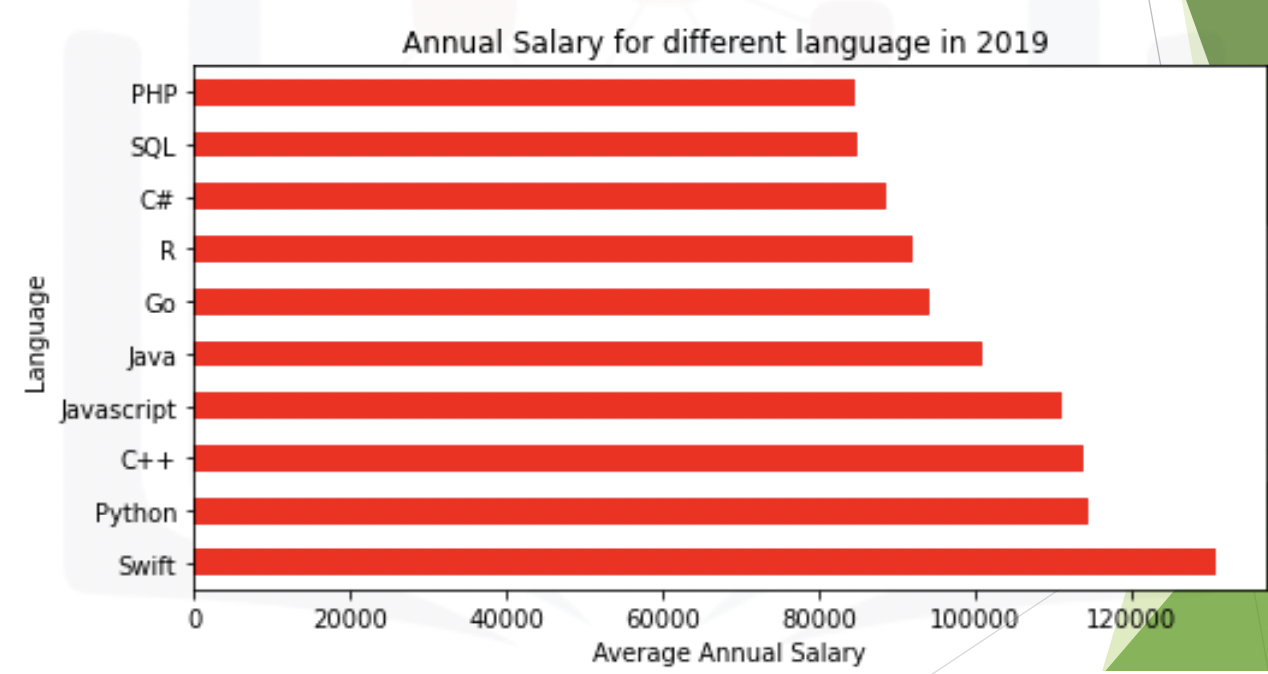 Annual Salary for different language in 2019
PHP
SQL
C#
R
Go
Java
Javascript
C++
Python
Swift
Language
0 20000 40000 60000 80000 100000 120000
Average Annual Salary